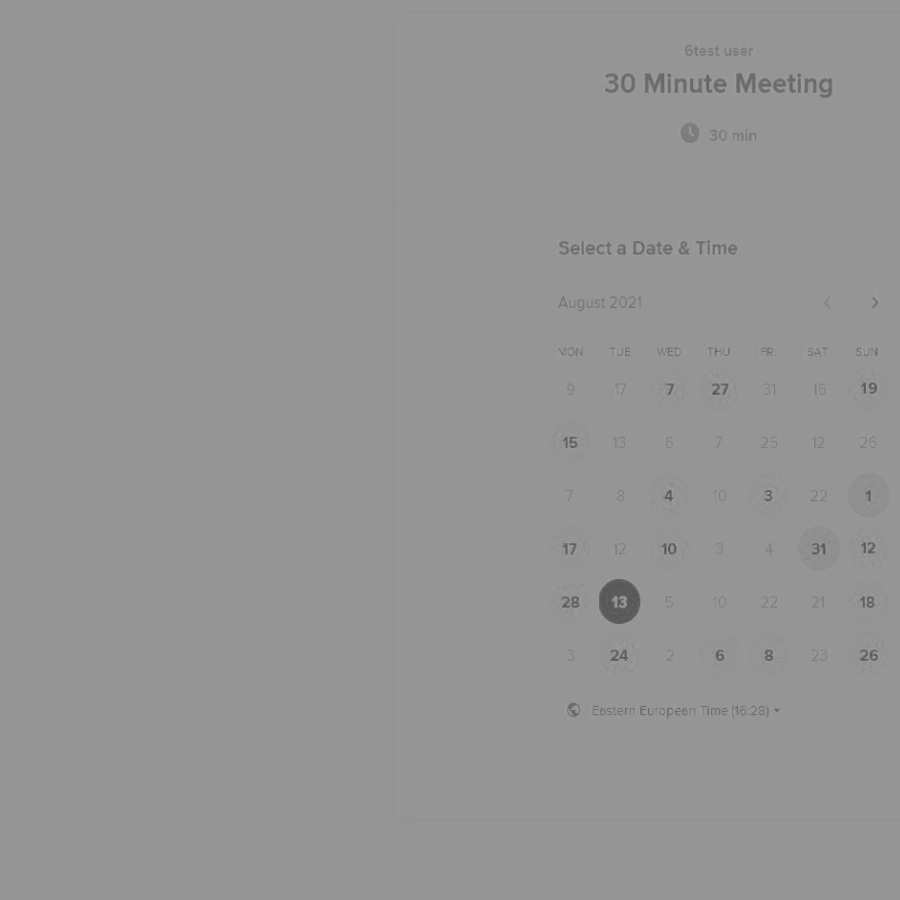 6test user
30 Minute Meeting
30 min
Select a Date & Time
August 2021
MON TUE WED THU FRI SAT SUN
9 17 7 27 31 15 19
15 13 6 7 25 12 26
7 8 4 10 3 22 1
17 12 10 3 4 31 12
28 13 5 10 22 21 18
3 24 2 6 8 23 26
Eastern European Time (16:28)